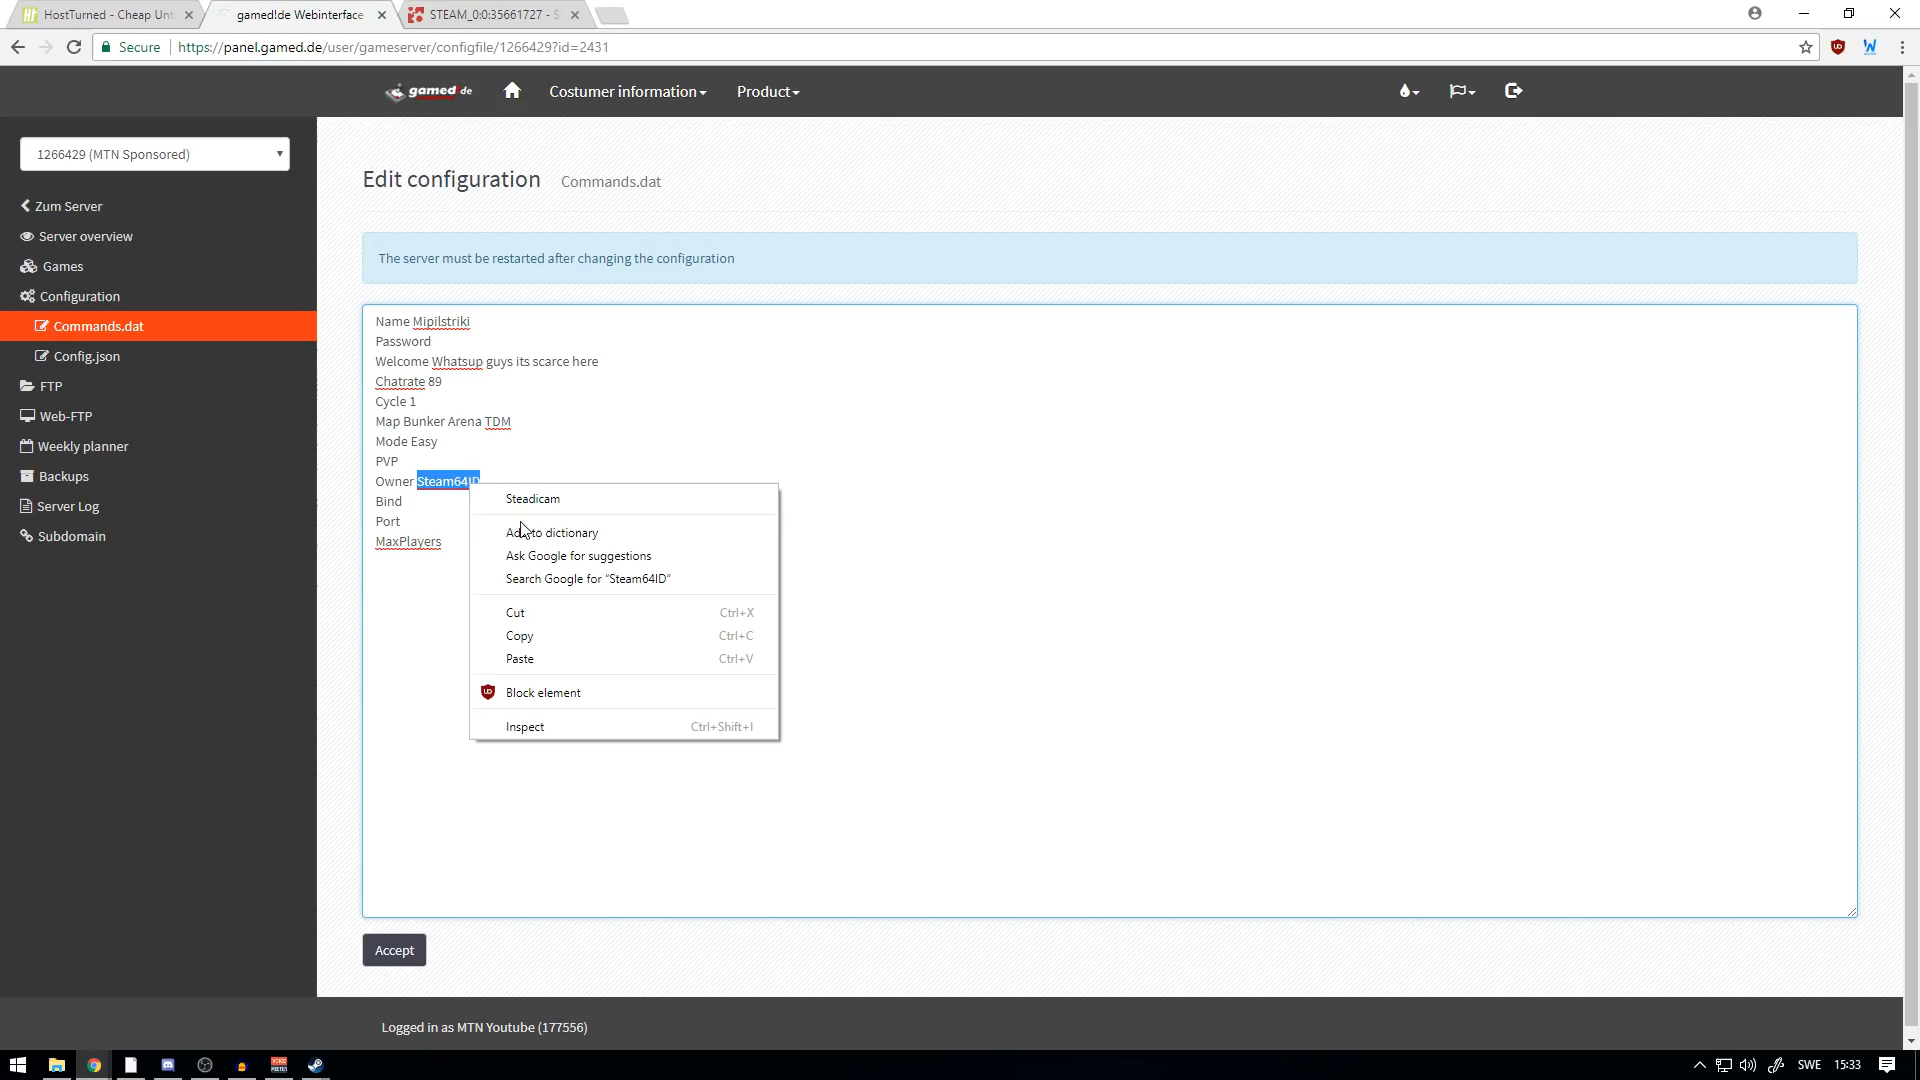 HostTurned - Cheap Unt
gamed!de Webinterface
STEAM_0:0:35661727 - S
Secure
https://panel.gamed.de/user/gameserver/configfile/1266429?id=2431
gamed!de
Costumer information
Product
1266429 (MTN Sponsored)
Zum Server
Server overview
Games
Configuration
Commands.dat
Config.json
FTP
Web-FTP
Weekly planner
Backups
Server Log
Subdomain
Edit configuration Commands.dat
The server must be restarted after changing the configuration
Name Mipilstriki
Password
Welcome Whatsup guys its scarce here
Chatrate 89
Cycle 1
Map Bunker Arena TDM
Mode Easy
PVP
Owner Steam64ID
Bind
Port
MaxPlayers
Steadicam
Add to dictionary
Ask Google for suggestions
Search Google for “Steam64ID”
Cut Ctrl+X
Copy Ctrl+C
Paste Ctrl+V
Block element
Inspect Ctrl+Shift+I
Accept
Logged in as MTN Youtube (177556)
SWE 15:33